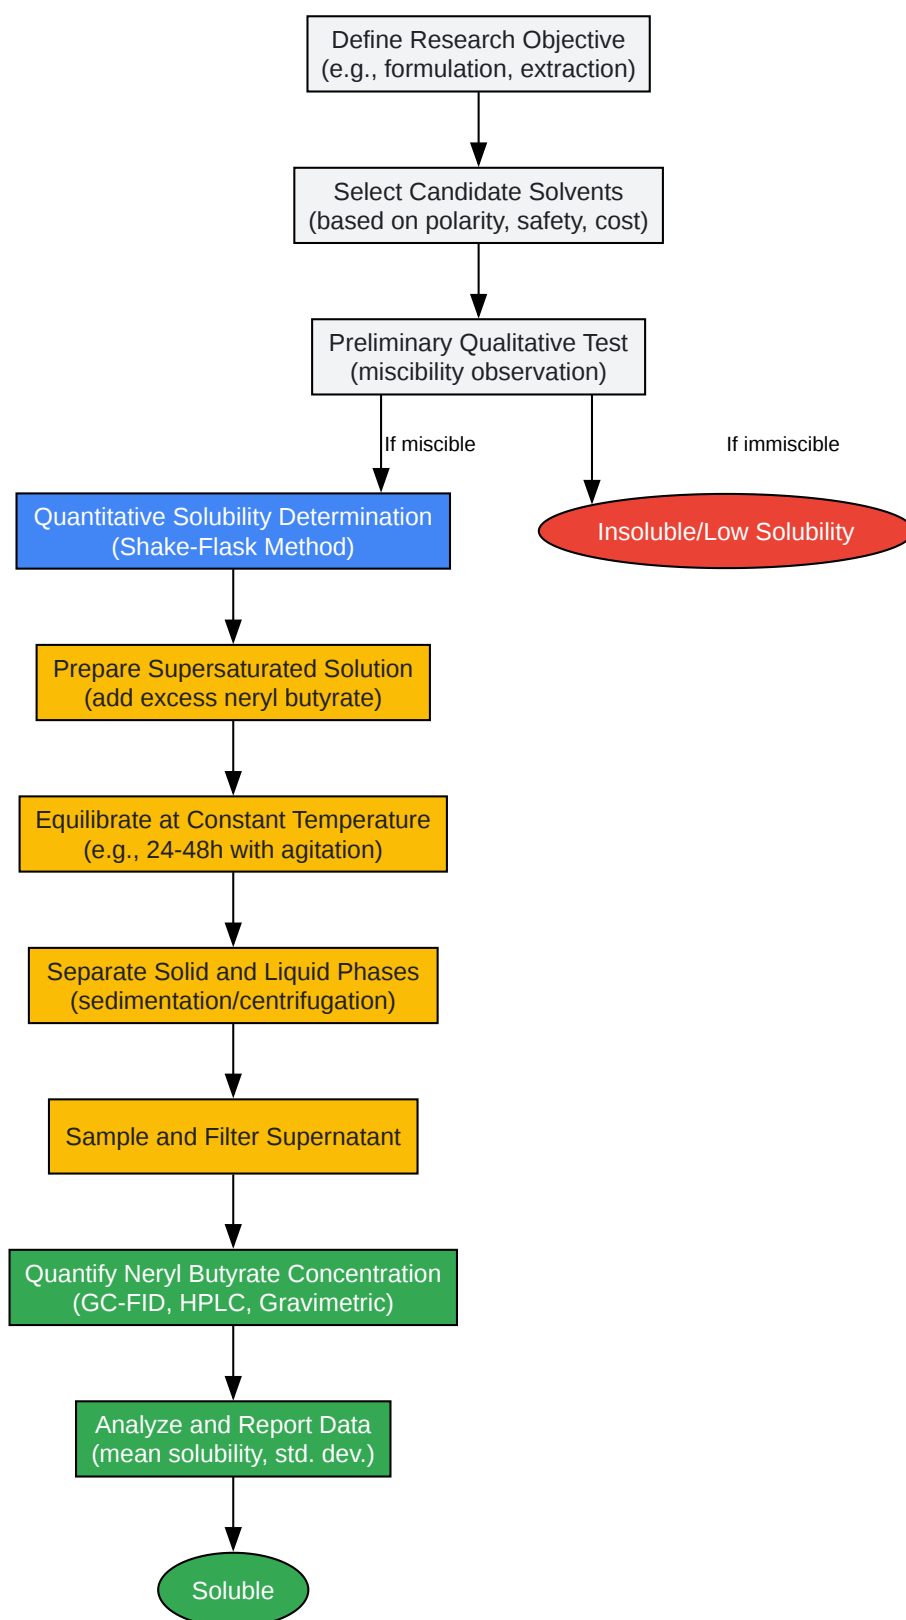 Define Research Objective
(e.g., formulation, extraction)
Select Candidate Solvents
(based on polarity, safety, cost)
Preliminary Qualitative Test
(miscibility observation)
If miscible
If immiscible
Quantitative Solubility Determination
(Shake-Flask Method)
Insoluble/Low Solubility
Prepare Supersaturated Solution
(add excess neryl butyrate)
Equilibrate at Constant Temperature
(e.g., 24-48h with agitation)
Separate Solid and Liquid Phases
(sedimentation/centrifugation)
Sample and Filter Supernatant
Quantify Neryl Butyrate Concentration
(GC-FID, HPLC, Gravimetric)
Analyze and Report Data
(mean solubility, std. dev.)
Soluble